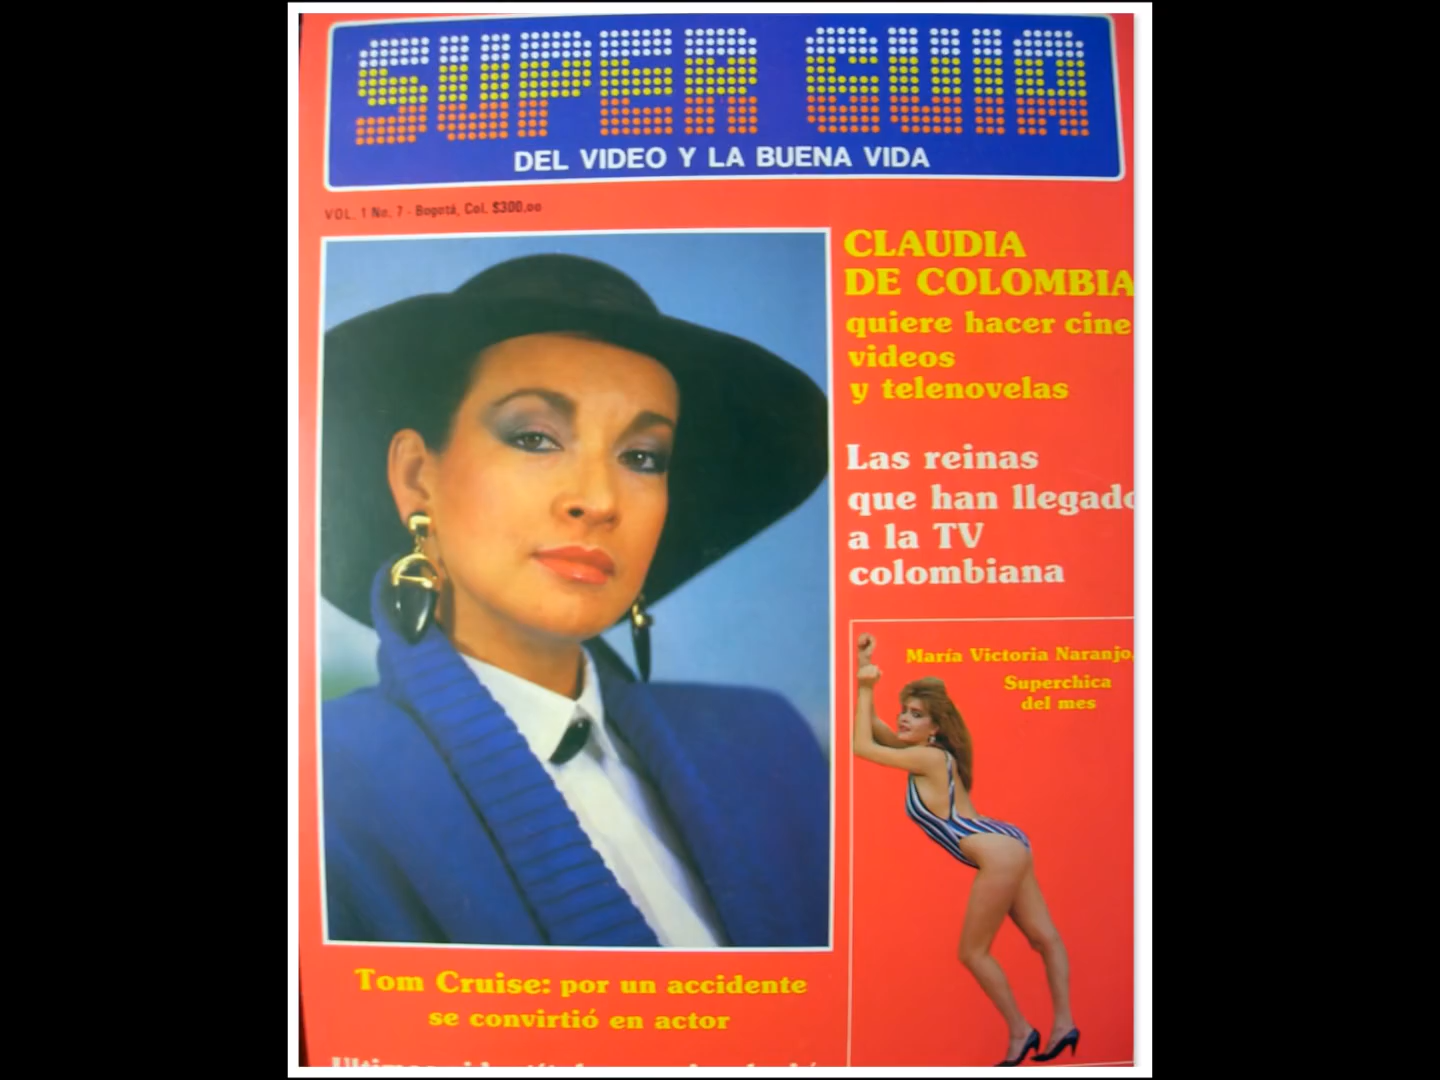 SUPER GUIA
DEL VIDEO Y LA BUENA VIDA
VOL. 1 No. 7 - Bogotá, Col. $300,oo
CLAUDIA
DE COLOMBIA
quiere hacer cine
videos
y telenovelas
Las reinas
que han llegado
a la TV
colombiana
María Victoria Naranjo,
Superchica
del mes
Tom Cruise: por un accidente
se convirtió en actor